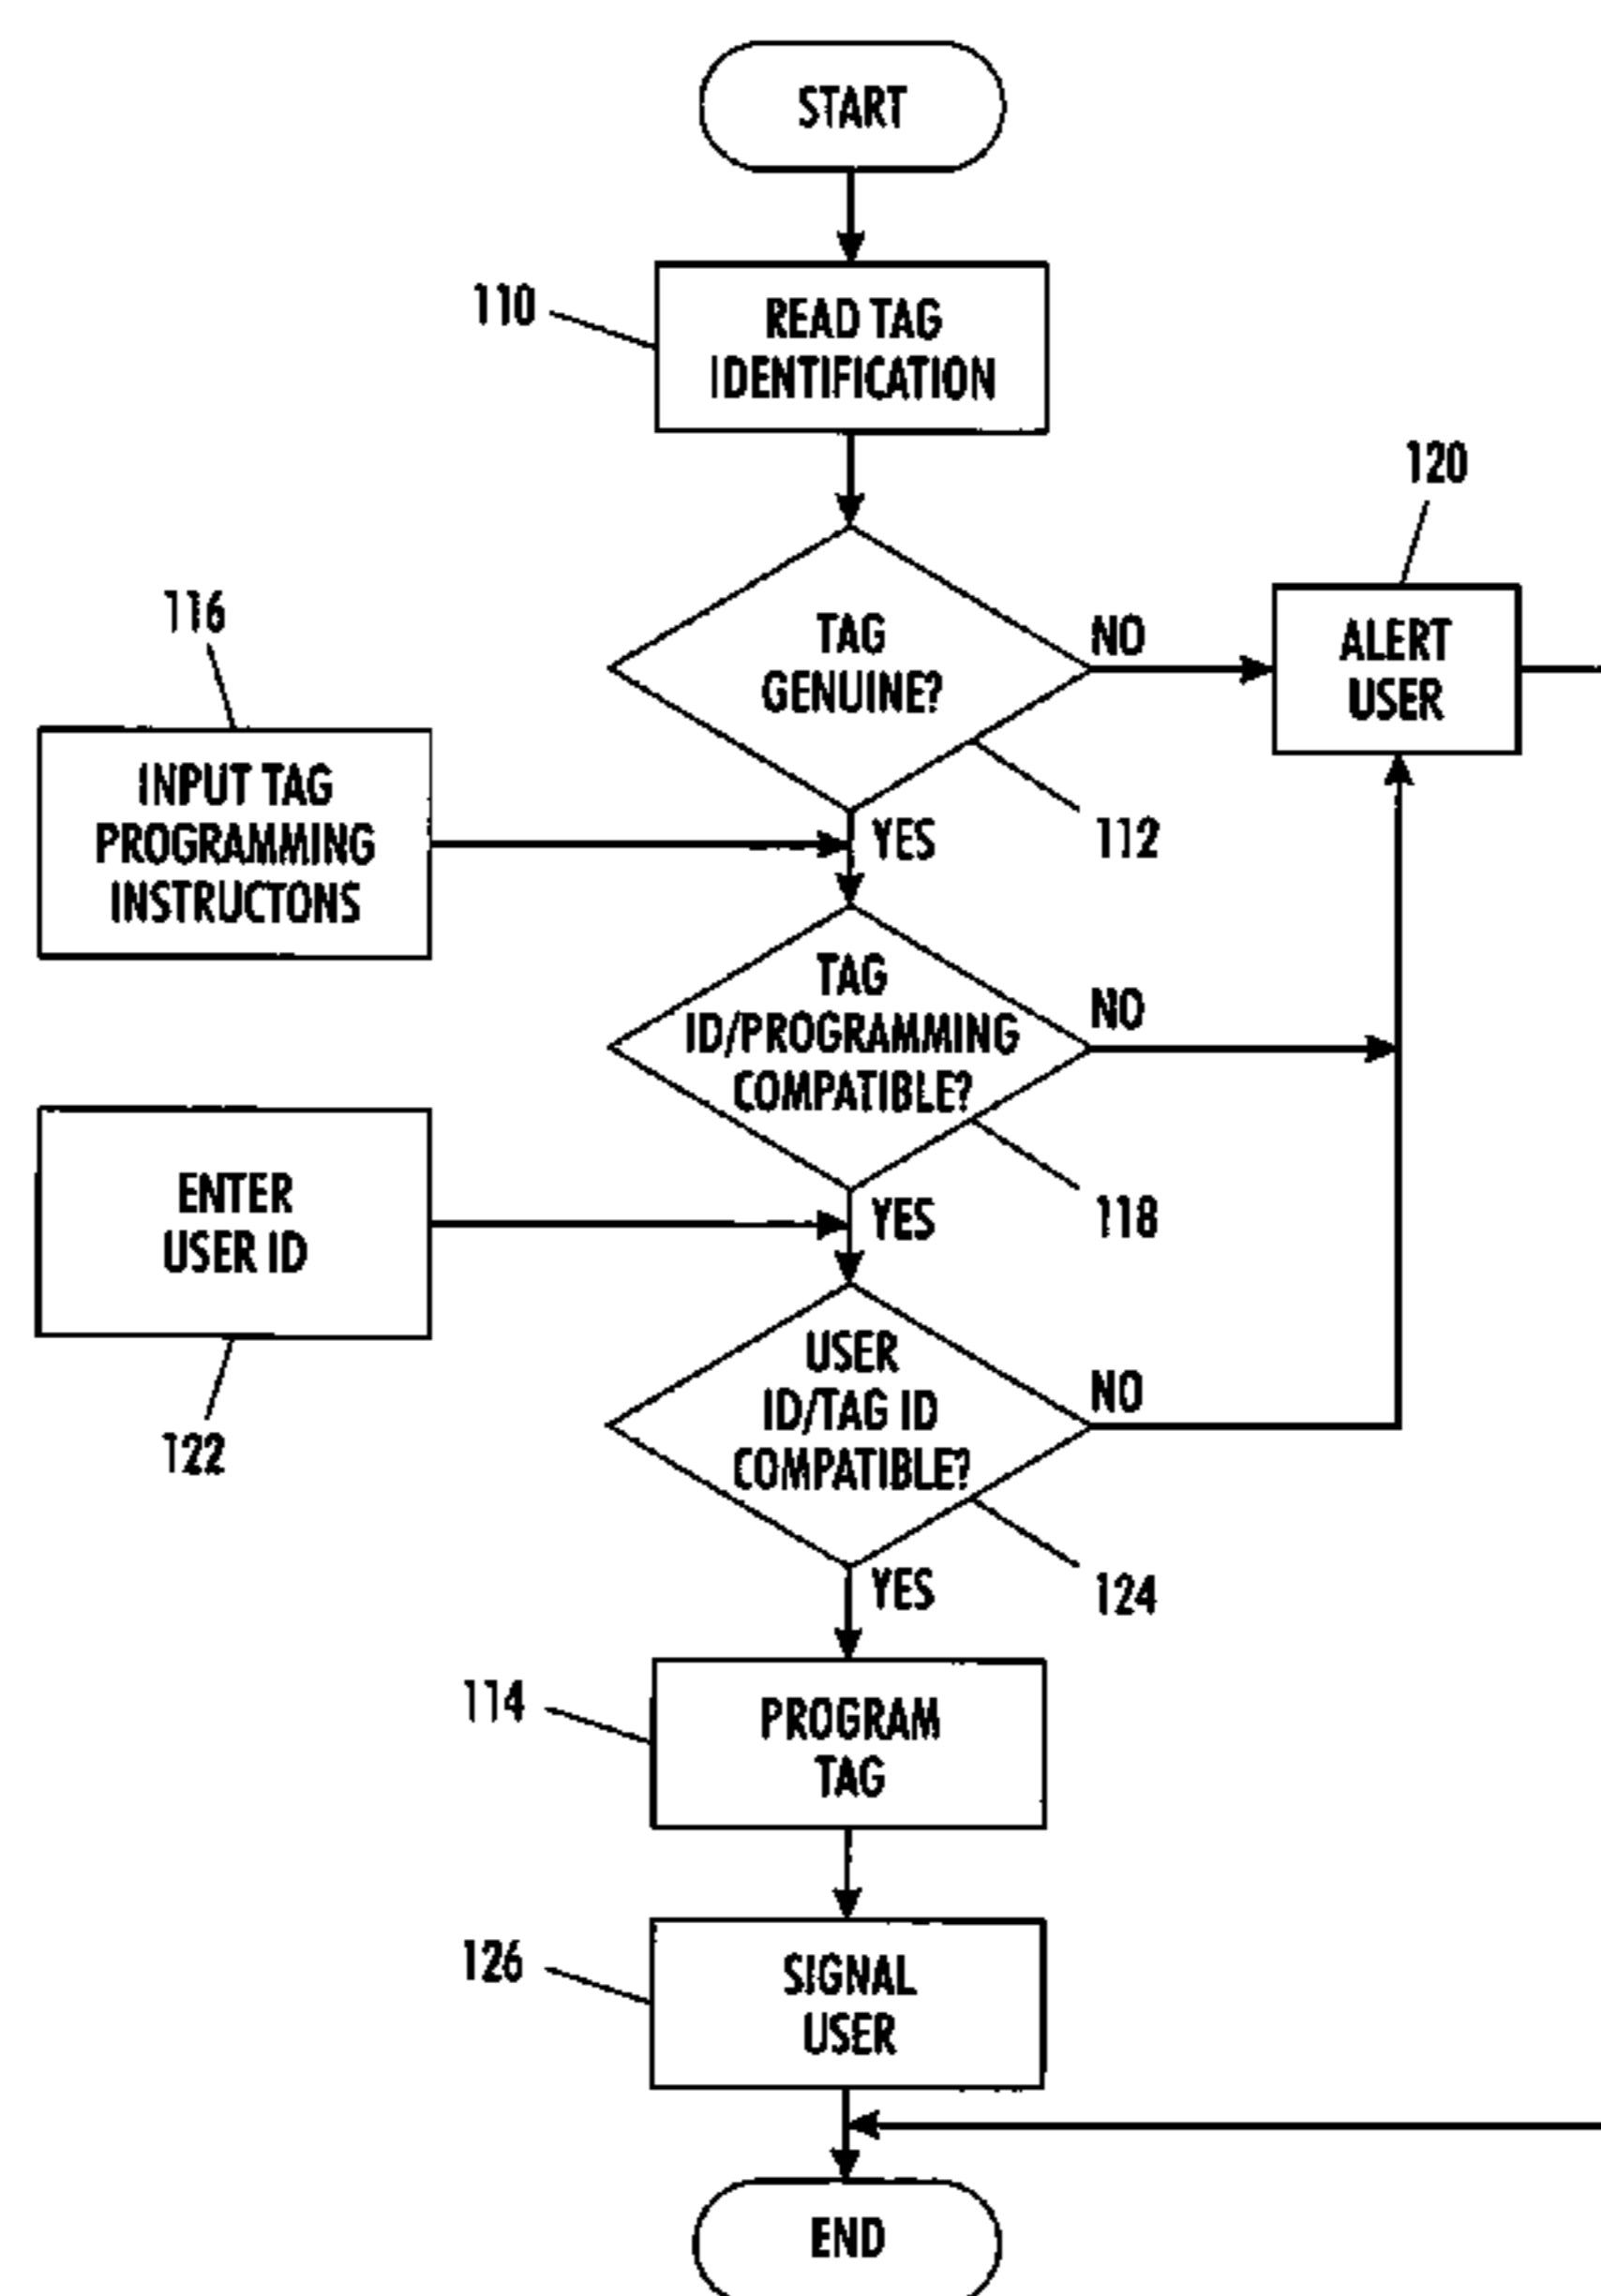 START
110
READ TAG
IDENTIFICATION
120
116
TAG
GENUINE?
NO
ALERT
USER
INPUT TAG
PROGRAMMING
INSTRUCTONS
YES
112
TAG
ID/PROGRAMMING
COMPATIBLE?
NO
ENTER
USER ID
YES
118
122
USER
ID/TAG ID
COMPATIBLE?
NO
YES
124
114
PROGRAM
TAG
126
SIGNAL
USER
END